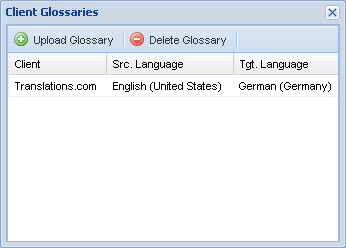 Client Glossaries
Upload Glossary Delete Glossary
Client Src. Language Tgt. Language
Translations.com English (United States) German (Germany)